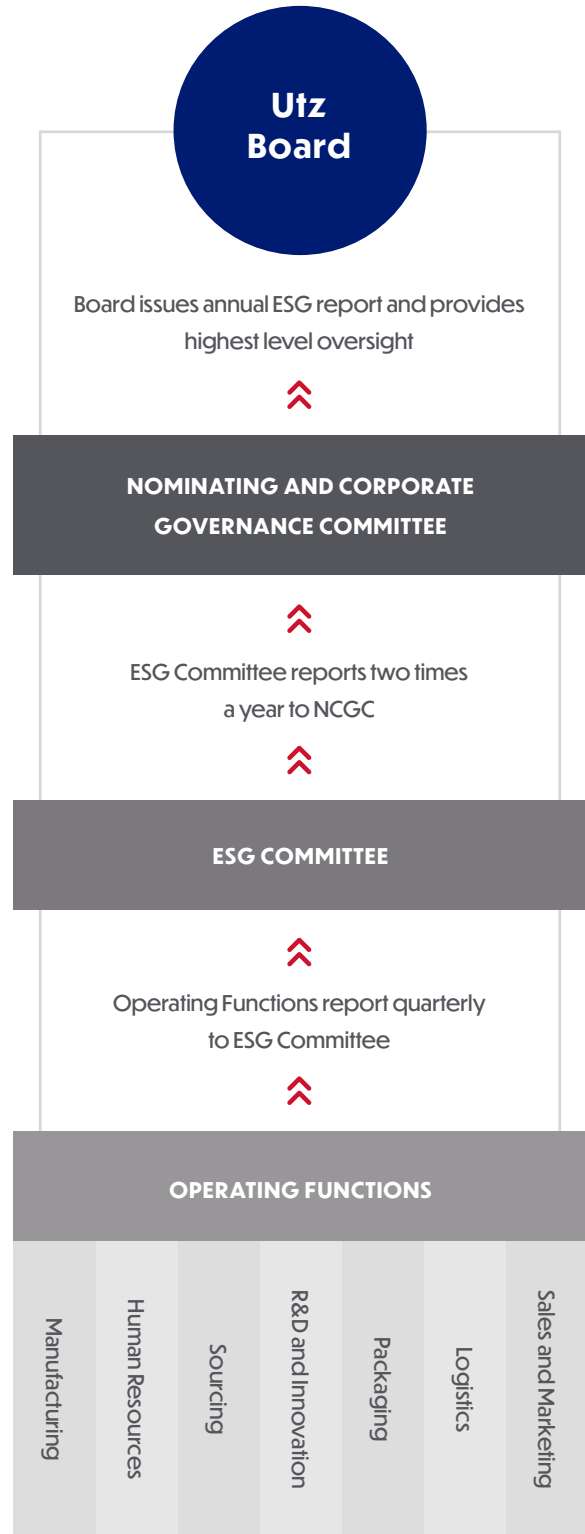 Utz
Board
Board issues annual ESG report and provides
highest level oversight
NOMINATING AND CORPORATE
GOVERNANCE COMMITTEE
ESG Committee reports two times
a year to NCGC
ESG COMMITTEE
Operating Functions report quarterly
to ESG Committee
OPERATING FUNCTIONS
Manufacturing
Human Resources
Sourcing
R&D and Innovation
Packaging
Logistics
Sales and Marketing